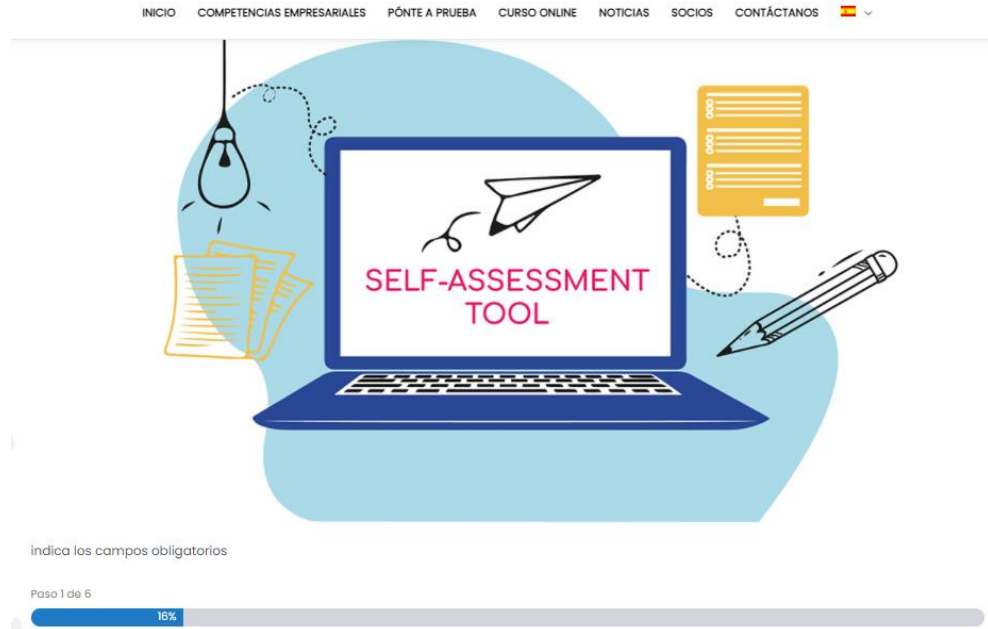 INICIO COMPETENCIAS EMPRESARIALES PÓNTE A PRUEBA CURSO ONLINE NOTICIAS SOCIOS CONTÁCTANOS
SELF-ASSESSMENT
TOOL
indica los campos obligatorios
Paso 1 de 6
16%